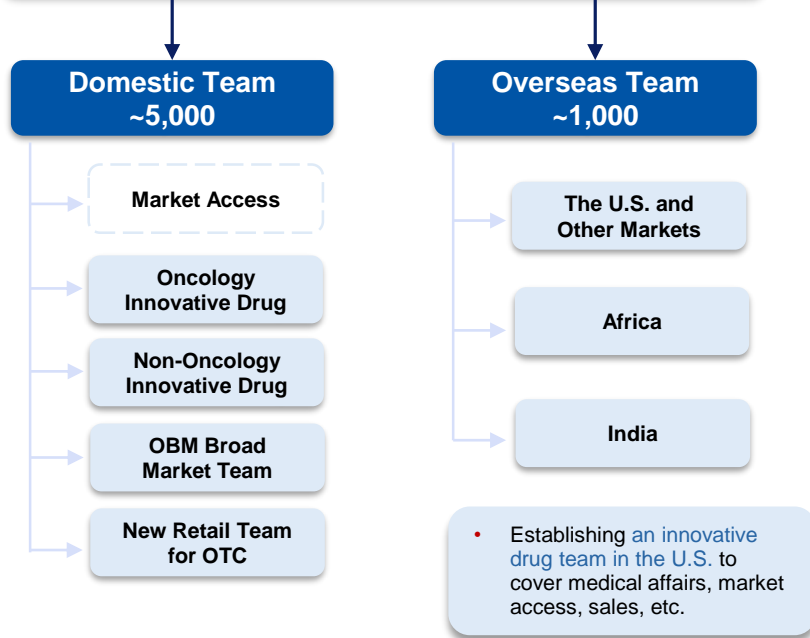 Domestic Team
~5,000
Market Access
Oncology
Innovative Drug
Non-Oncology
Innovative Drug
OBM Broad
Market Team
New Retail Team
for OTC
Overseas Team
~1,000
The U.S. and
Other Markets
Africa
India
• Establishing an innovative
drug team in the U.S. to
cover medical affairs, market
access, sales, etc.